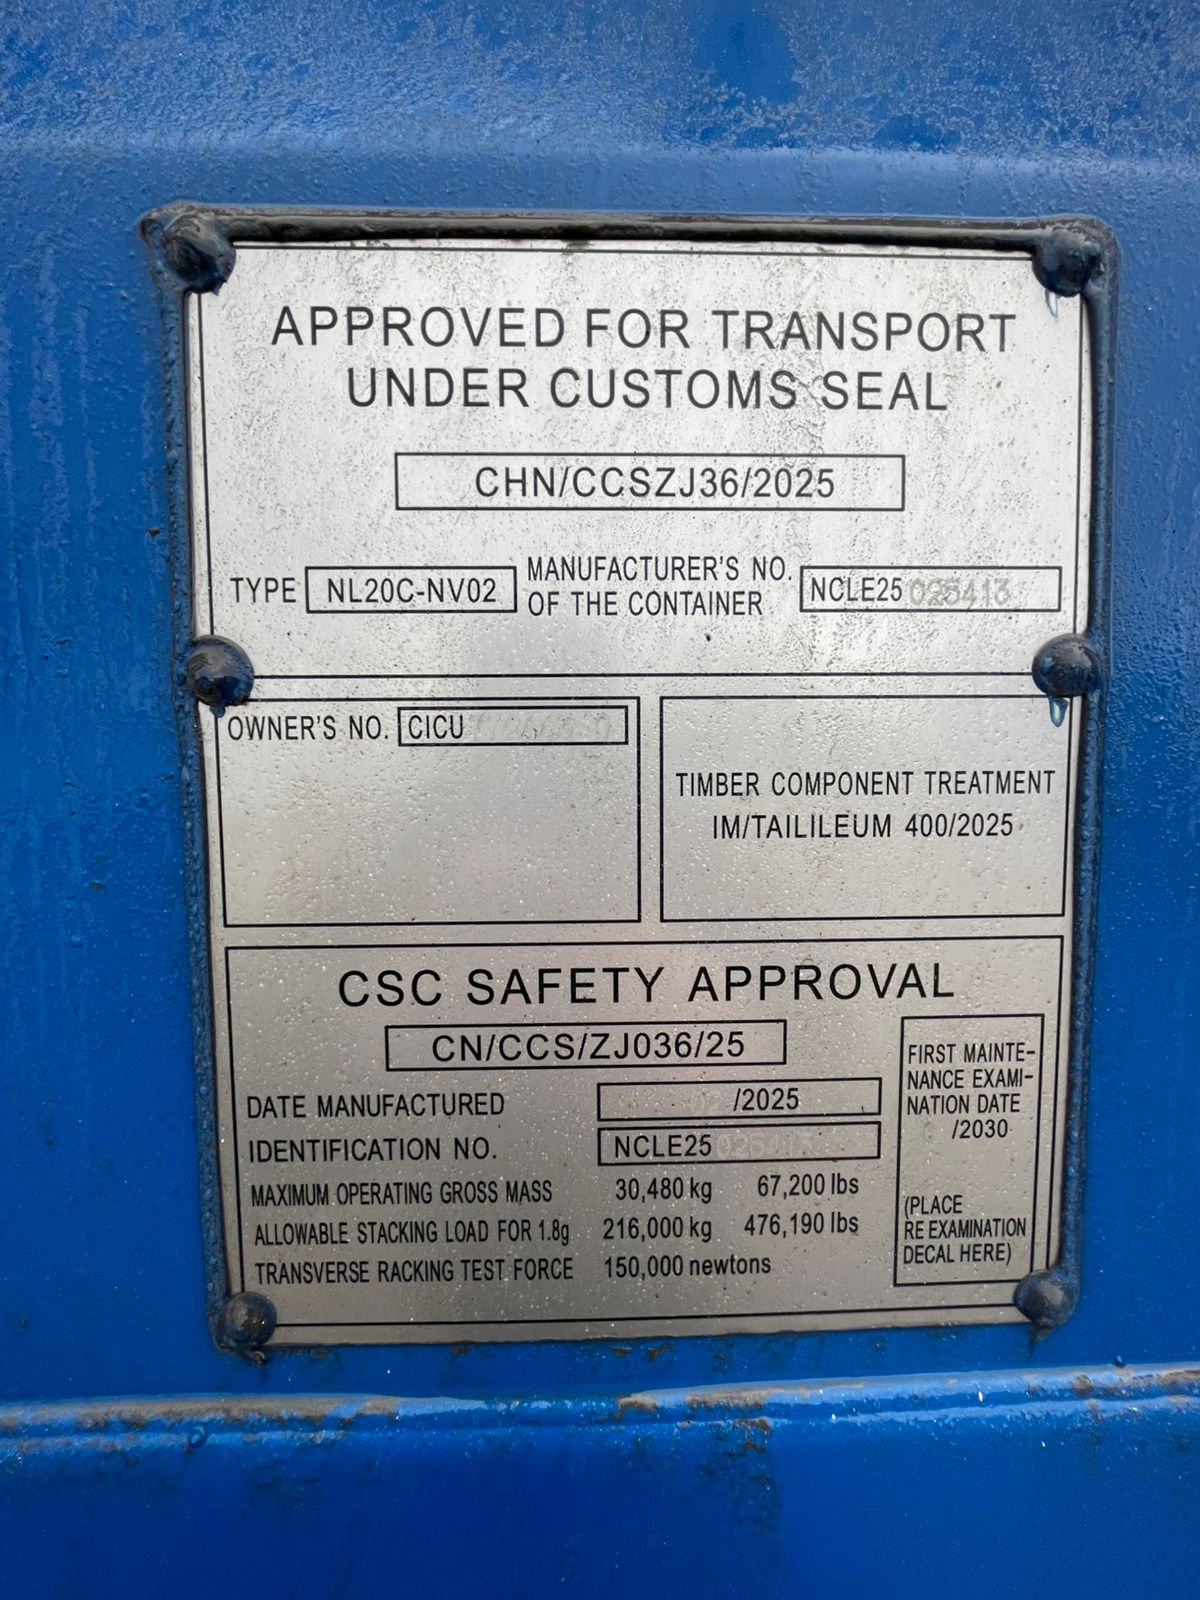 APPROVED FOR TRANSPORT
UNDER CUSTOMS SEAL
CHN/CCSZJ36/2025
TYPE NL20C-NV02 MANUFACTURER'S NO. OF THE CONTAINER NCLE25025413
OWNER'S NO. CICU
TIMBER COMPONENT TREATMENT
IM/TAILILEUM 400/2025
CSC SAFETY APPROVAL
CN/CCS/ZJ036/25
DATE MANUFACTURED /2025
IDENTIFICATION NO. NCLE25
MAXIMUM OPERATING GROSS MASS 30,480 kg 67,200 lbs
ALLOWABLE STACKING LOAD FOR 1.8g 216,000 kg 476,190 lbs
TRANSVERSE RACKING TEST FORCE 150,000 newtons
FIRST MAINTE-
NANCE EXAMI-
NATION DATE
/2030
(PLACE
RE EXAMINATION
DECAL HERE)